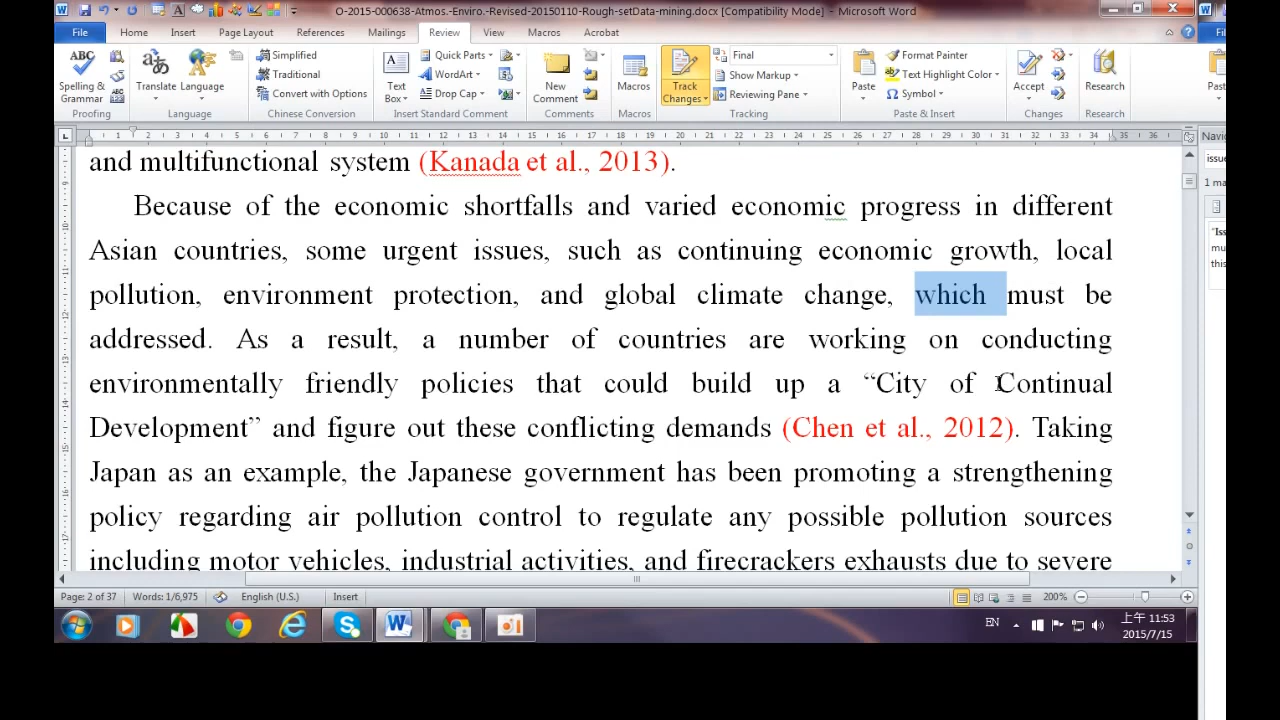 O-2015-000638-Atmos.-Enviro.-Revised-20150110-Rough-setData-mining.docx [Compatibility Mode] - Microsoft Word
File Home Insert Page Layout References Mailings Review View Macros Acrobat
ABC Spelling & Grammar
Proofing
Translate Language
Language
Simplified
Traditional
Convert with Options
Chinese Conversion
Text Box
Quick Parts
WordArt
Drop Cap
Insert Standard Comment
New Comment
Comments
Macros
Macros
Track Changes
Final
Show Markup
Reviewing Pane
Tracking
Paste
Format Painter
Text Highlight Color
Symbol
Paste & Insert
Accept
Changes
Research
Research
and multifunctional system (Kanada et al., 2013).
Because of the economic shortfalls and varied economic progress in different
Asian countries, some urgent issues, such as continuing economic growth, local
pollution, environment protection, and global climate change, which must be
addressed. As a result, a number of countries are working on conducting
environmentally friendly policies that could build up a “City of Continual
Development” and figure out these conflicting demands (Chen et al., 2012). Taking
Japan as an example, the Japanese government has been promoting a strengthening
policy regarding air pollution control to regulate any possible pollution sources
including motor vehicles, industrial activities, and firecrackers exhausts due to severe
Page: 2 of 37 Words: 1/6,975 English (U.S.) Insert 200%
EN 上午 11:53
2015/7/15